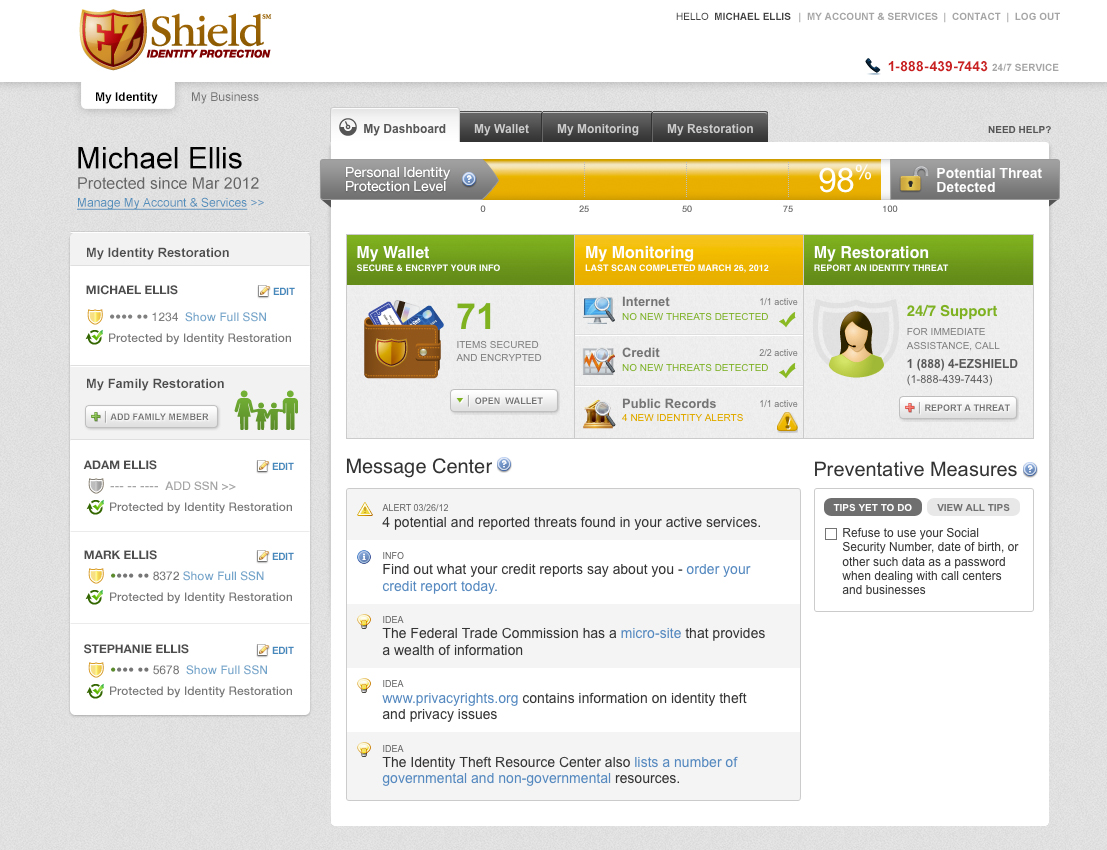 EZShield℠
IDENTITY PROTECTION
HELLO MICHAEL ELLIS | MY ACCOUNT & SERVICES | CONTACT | LOG OUT
1-888-439-7443 24/7 SERVICE
My Identity
My Business
My Dashboard
My Wallet
My Monitoring
My Restoration
NEED HELP?
Michael Ellis
Protected since Mar 2012
Manage My Account & Services >>
Personal Identity
Protection Level ?
98%
Potential Threat
Detected
0 25 50 75 100
My Identity Restoration
MICHAEL ELLIS EDIT
•••• •• 1234 Show Full SSN
Protected by Identity Restoration
My Family Restoration
ADD FAMILY MEMBER
ADAM ELLIS EDIT
--- -- ---- ADD SSN >>
Protected by Identity Restoration
MARK ELLIS EDIT
•••• •• 8372 Show Full SSN
Protected by Identity Restoration
STEPHANIE ELLIS EDIT
•••• •• 5678 Show Full SSN
Protected by Identity Restoration
My Wallet
SECURE & ENCRYPT YOUR INFO
71
ITEMS SECURED
AND ENCRYPTED
OPEN WALLET
My Monitoring
LAST SCAN COMPLETED MARCH 26, 2012
Internet 1/1 active
NO NEW THREATS DETECTED
Credit 2/2 active
NO NEW THREATS DETECTED
Public Records 1/1 active
4 NEW IDENTITY ALERTS
My Restoration
REPORT AN IDENTITY THREAT
24/7 Support
FOR IMMEDIATE
ASSISTANCE, CALL
1 (888) 4-EZSHIELD
(1-888-439-7443)
REPORT A THREAT
Message Center ?
ALERT 03/26/12
4 potential and reported threats found in your active services.
INFO
Find out what your credit reports say about you - order your
credit report today.
IDEA
The Federal Trade Commission has a micro-site that provides
a wealth of information
IDEA
www.privacyrights.org contains information on identity theft
and privacy issues
IDEA
The Identity Theft Resource Center also lists a number of
governmental and non-governmental resources.
Preventative Measures ?
TIPS YET TO DO
VIEW ALL TIPS
Refuse to use your Social
Security Number, date of birth, or
other such data as a password
when dealing with call centers
and businesses